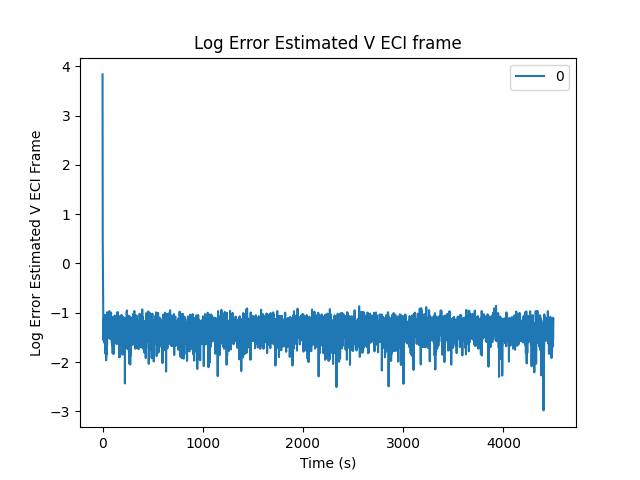 Log Error Estimated V ECI frame
0
Log Error Estimated V ECI Frame
4
3
2
1
0
−1
−2
−3
0 1000 2000 3000 4000
Time (s)